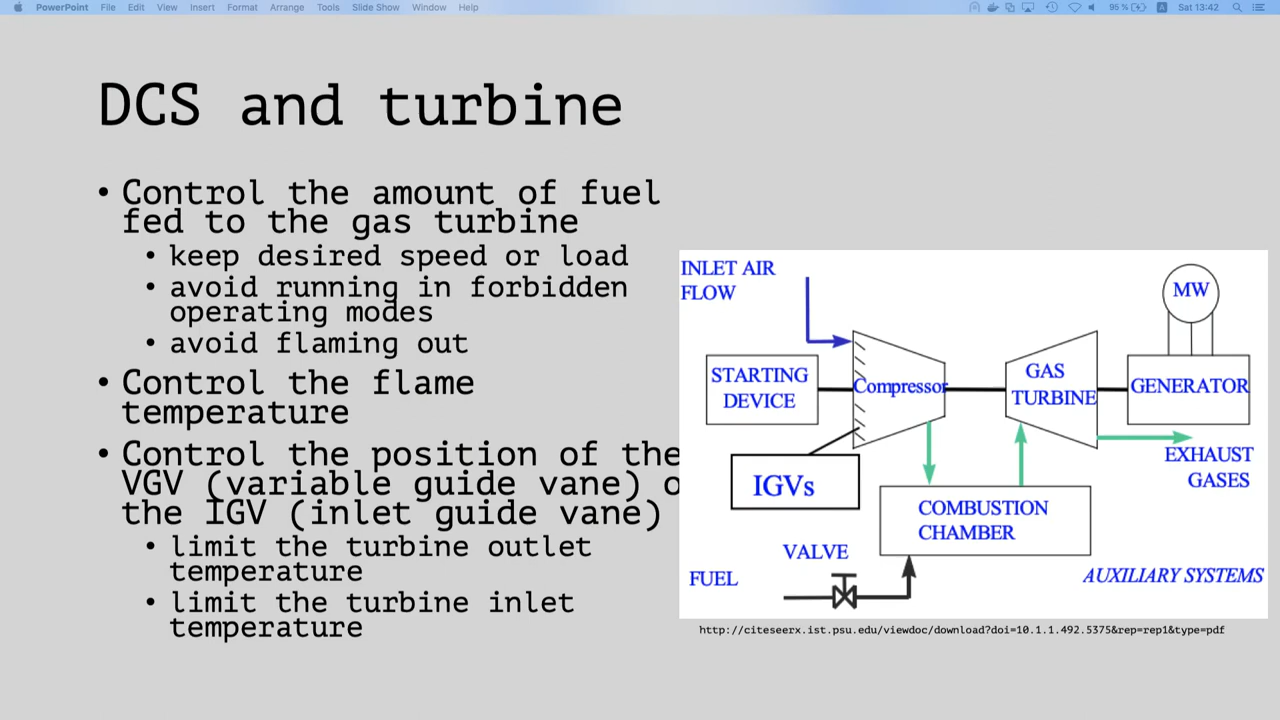 PowerPoint File Edit View Insert Format Arrange Tools Slide Show Window Help
95 % Sat 13:42
DCS and turbine
• Control the amount of fuel
fed to the gas turbine
• keep desired speed or load
• avoid running in forbidden
operating modes
• avoid flaming out
• Control the flame
temperature
• Control the position of the
VGV (variable guide vane) o
the IGV (inlet guide vane)
• limit the turbine outlet
temperature
• limit the turbine inlet
temperature
INLET AIR
FLOW
MW
STARTING
DEVICE
Compressor
GAS
TURBINE
GENERATOR
EXHAUST
GASES
IGVs
COMBUSTION
CHAMBER
VALVE
FUEL
AUXILIARY SYSTEMS
http://citeseerx.ist.psu.edu/viewdoc/download?doi=10.1.1.492.5375&rep=rep1&type=pdf